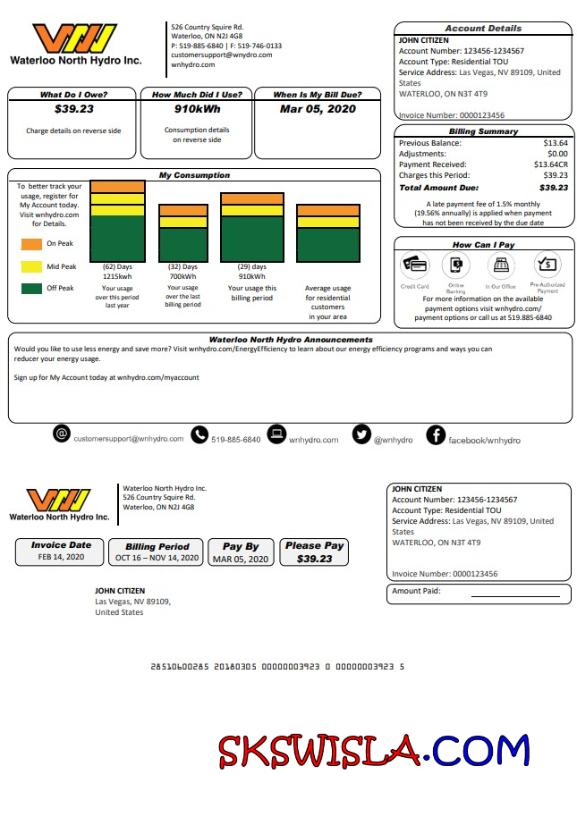 Waterloo North Hydro Inc.
526 Country Squire Rd.
Waterloo, ON N2J 4G8
P: 519-885-6840 | F: 519-746-0133
customersupport@wnhydro.com
wnhydro.com
Account Details
JOHN CITIZEN
Account Number: 123456-1234567
Account Type: Residential TOU
Service Address: Las Vegas, NV 89109, United
States
WATERLOO, ON N3T 4T9
Invoice Number: 0000123456
What Do I Owe?
$39.23
Charge details on reverse side
How Much Did I Use?
910kWh
Consumption details
on reverse side
When Is My Bill Due?
Mar 05, 2020
Billing Summary
Previous Balance: $13.64
Adjustments: $0.00
Payment Received: $13.64CR
Charges this Period: $39.23
Total Amount Due: $39.23
A late payment fee of 1.5% monthly
(19.56% annually) is applied when payment
has not been received by the due date
My Consumption
To better track your
usage, register for
My Account today.
Visit wnhydro.com
for Details.
On Peak
Mid Peak
Off Peak
(62) Days
1215kwh
Your usage
over this period
last year
(32) Days
700kWh
Your usage
over the last
billing period
(29) days
910kWh
Your usage this
billing period
Average usage
for residential
customers
in your area
How Can I Pay
Credit Card
Online
Banking
In Our Office
Pre-Authorized
Payment
For more information on the available
payment options visit wnhydro.com/
payment options or call us at 519.885-6840
Waterloo North Hydro Announcements
Would you like to use less energy and save more? Visit wnhydro.com/EnergyEfficiency to learn about our energy efficiency programs and ways you can
reducer your energy usage.
Sign up for My Account today at wnhydro.com/myaccount
customersupport@wnhydro.com
519-885-6840
wnhydro.com
@wnhydro
facebook/wnhydro
Waterloo North Hydro Inc.
Waterloo North Hydro Inc.
526 Country Squire Rd.
Waterloo, ON N2J 4G8
JOHN CITIZEN
Account Number: 123456-1234567
Account Type: Residential TOU
Service Address: Las Vegas, NV 89109, United
States
WATERLOO, ON N3T 4T9
Invoice Number: 0000123456
Invoice Date
FEB 14, 2020
Billing Period
OCT 16 – NOV 14, 2020
Pay By
MAR 05, 2020
Please Pay
$39.23
Amount Paid:
JOHN CITIZEN
Las Vegas, NV 89109,
United States
28510600285 20180305 00000003923 0 00000003923 5
SKSWISLA.COM